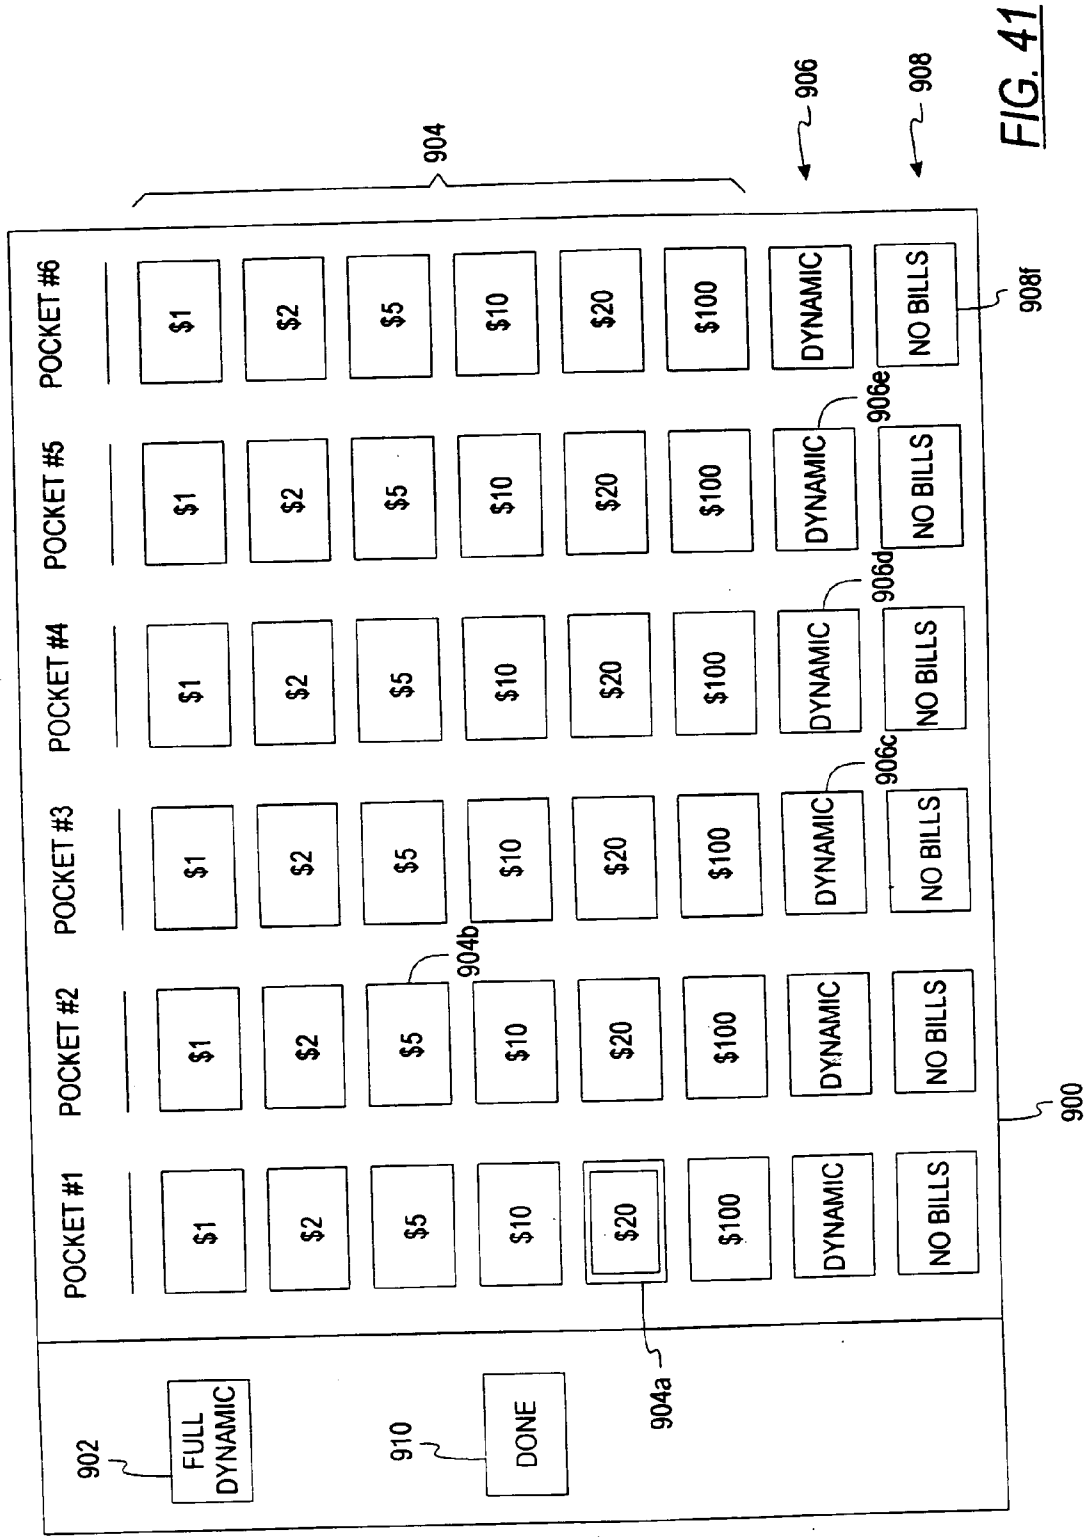 POCKET #1 POCKET #2 POCKET #3 POCKET #4 POCKET #5 POCKET #6
902
FULL
DYNAMIC
$1 $1 $1 $1 $1 $1
$2 $2 $2 $2 $2 $2
904
910
DONE
$5 $5 $5 $5 $5 $5
904b
$10 $10 $10 $10 $10 $10
$20 $20 $20 $20 $20 $20
904a
$100 $100 $100 $100 $100 $100
DYNAMIC DYNAMIC DYNAMIC DYNAMIC DYNAMIC DYNAMIC
906
906c 906d 906e
NO BILLS NO BILLS NO BILLS NO BILLS NO BILLS NO BILLS
908
900
908f
FIG. 41